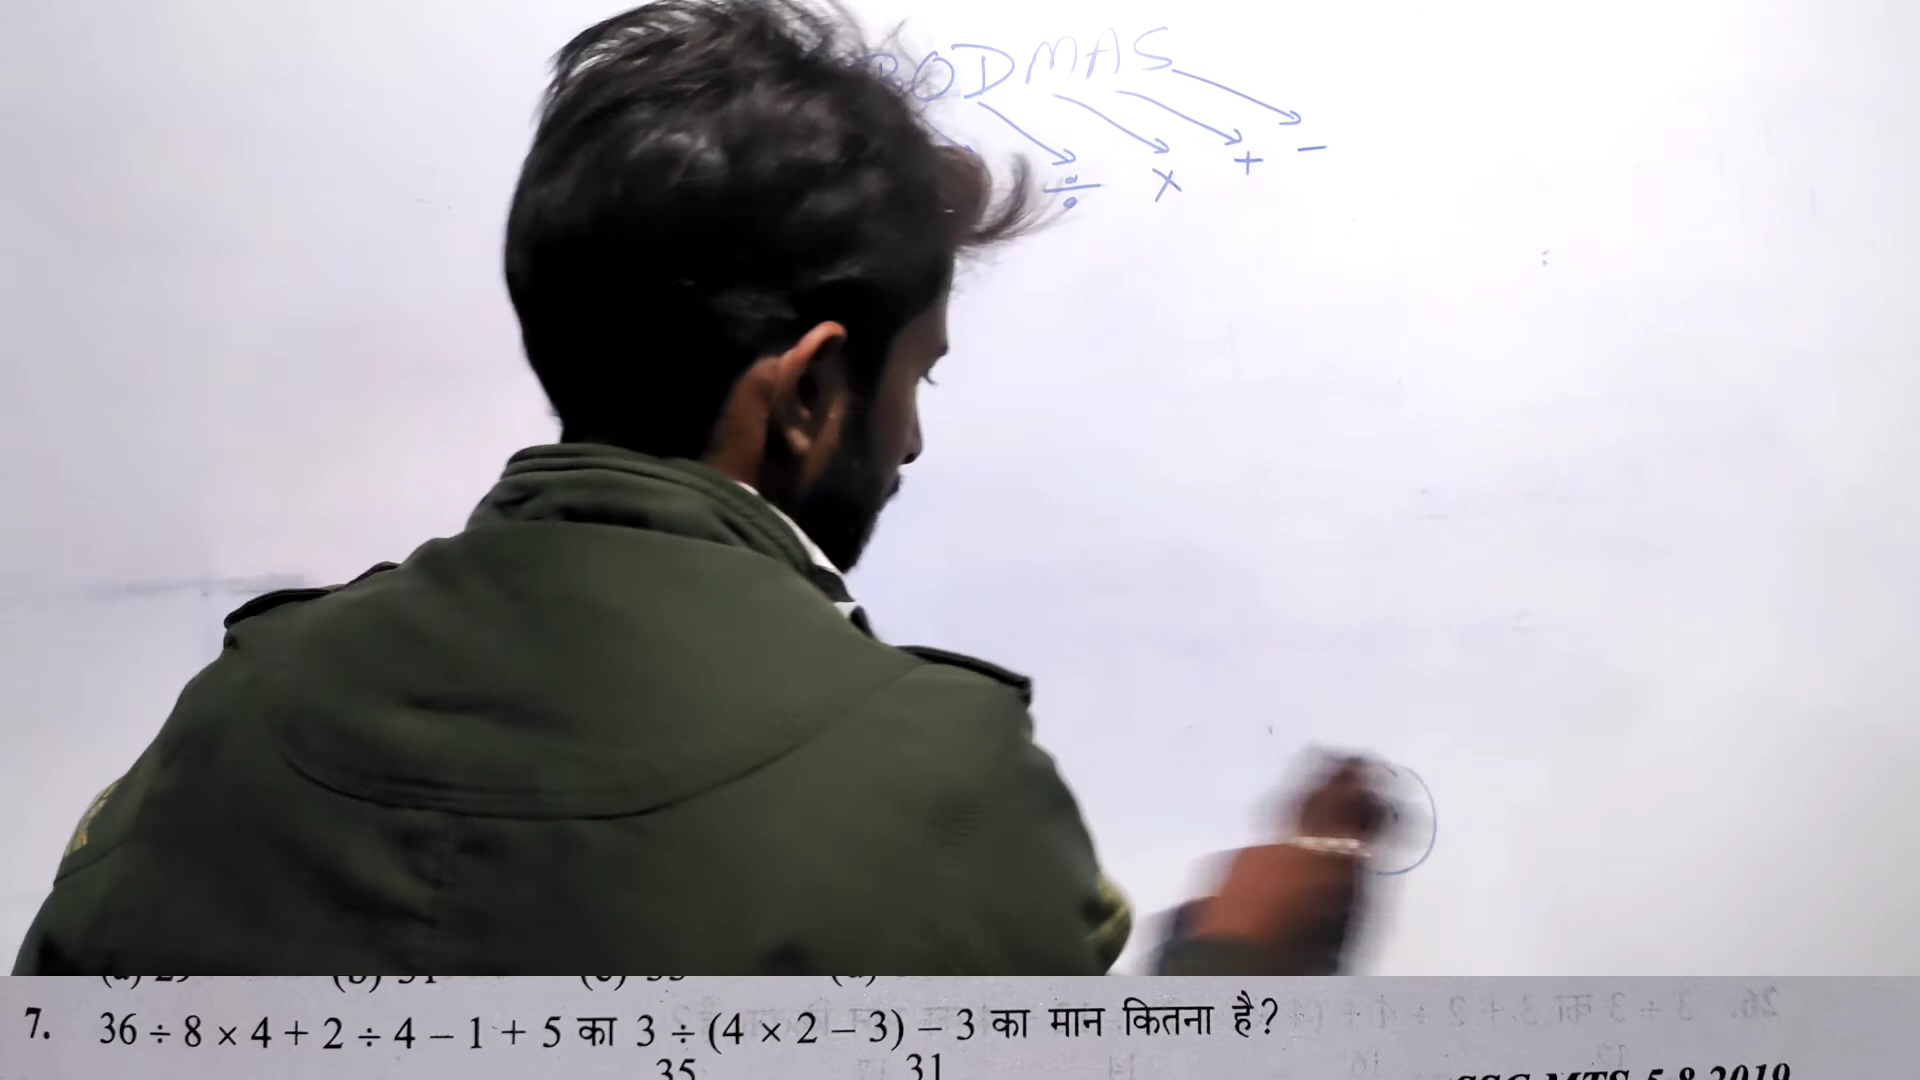 BODMAS
÷ × + -
7. 36 ÷ 8 × 4 + 2 ÷ 4 – 1 + 5 का 3 ÷ (4 × 2 – 3) – 3 का मान कितना है?
35 31
SSC MTS 5.8.2019